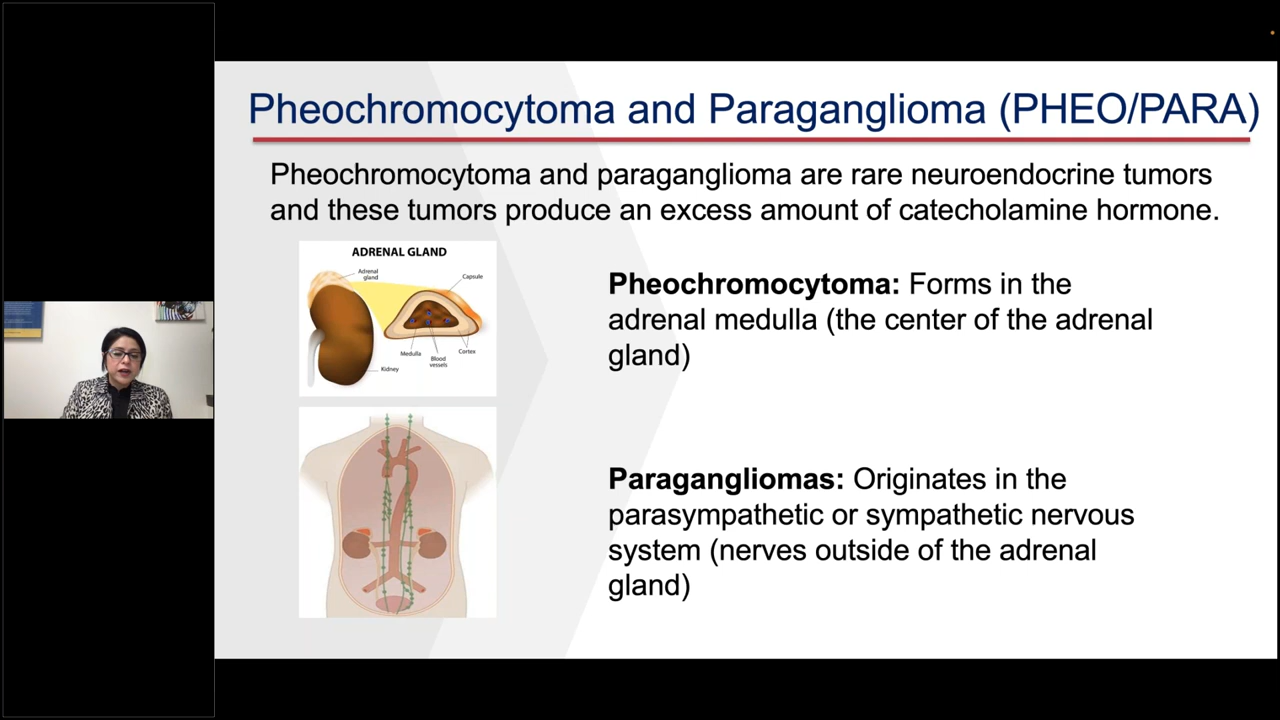 Pheochromocytoma and Paraganglioma (PHEO/PARA)
Pheochromocytoma and paraganglioma are rare neuroendocrine tumors
and these tumors produce an excess amount of catecholamine hormone.
ADRENAL GLAND
Adrenal
gland
Capsule
Medulla
Blood
vessels
Cortex
Kidney
Pheochromocytoma: Forms in the
adrenal medulla (the center of the adrenal
gland)
Paragangliomas: Originates in the
parasympathetic or sympathetic nervous
system (nerves outside of the adrenal
gland)